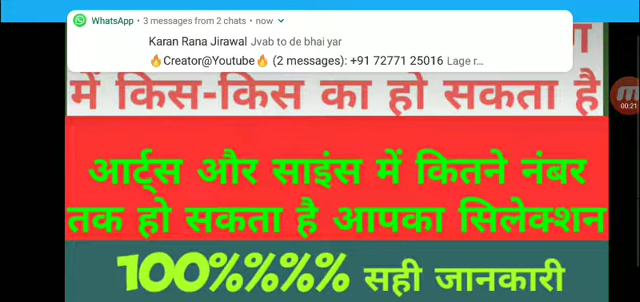 WhatsApp • 3 messages from 2 chats • now
Karan Rana Jirawal Jvab to de bhai yar
🔥Creator@Youtube🔥 (2 messages): +91 72771 25016 Lage r...
में किस-किस का हो सकता है
00:21
आर्ट्स और साइंस में कितने नंबर
तक हो सकता है आपका सिलेक्शन
100%%%% सही जानकारी